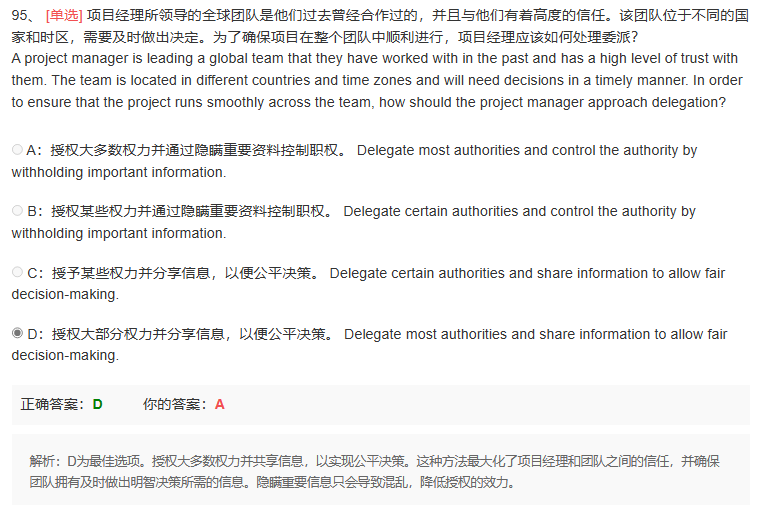 95、 [单选] 项目经理所领导的全球团队是他们过去曾经合作过的，并且与他们有着高度的信任。该团队位于不同的国
家和时区，需要及时做出决定。为了确保项目在整个团队中顺利进行，项目经理应该如何处理委派？
A project manager is leading a global team that they have worked with in the past and has a high level of trust with
them. The team is located in different countries and time zones and will need decisions in a timely manner. In order
to ensure that the project runs smoothly across the team, how should the project manager approach delegation?
A：授权大多数权力并通过隐瞒重要资料控制职权。 Delegate most authorities and control the authority by
withholding important information.
B：授权某些权力并通过隐瞒重要资料控制职权。 Delegate certain authorities and control the authority by
withholding important information.
C：授予某些权力并分享信息，以便公平决策。 Delegate certain authorities and share information to allow fair
decision-making.
D：授权大部分权力并分享信息，以便公平决策。 Delegate most authorities and share information to allow fair
decision-making.
正确答案：D 你的答案：A
解析：D为最佳选项。授权大多数权力并共享信息，以实现公平决策。这种方法最大化了项目经理和团队之间的信任，并确保
团队拥有及时做出明智决策所需的信息。隐瞒重要信息只会导致混乱，降低授权的效力。